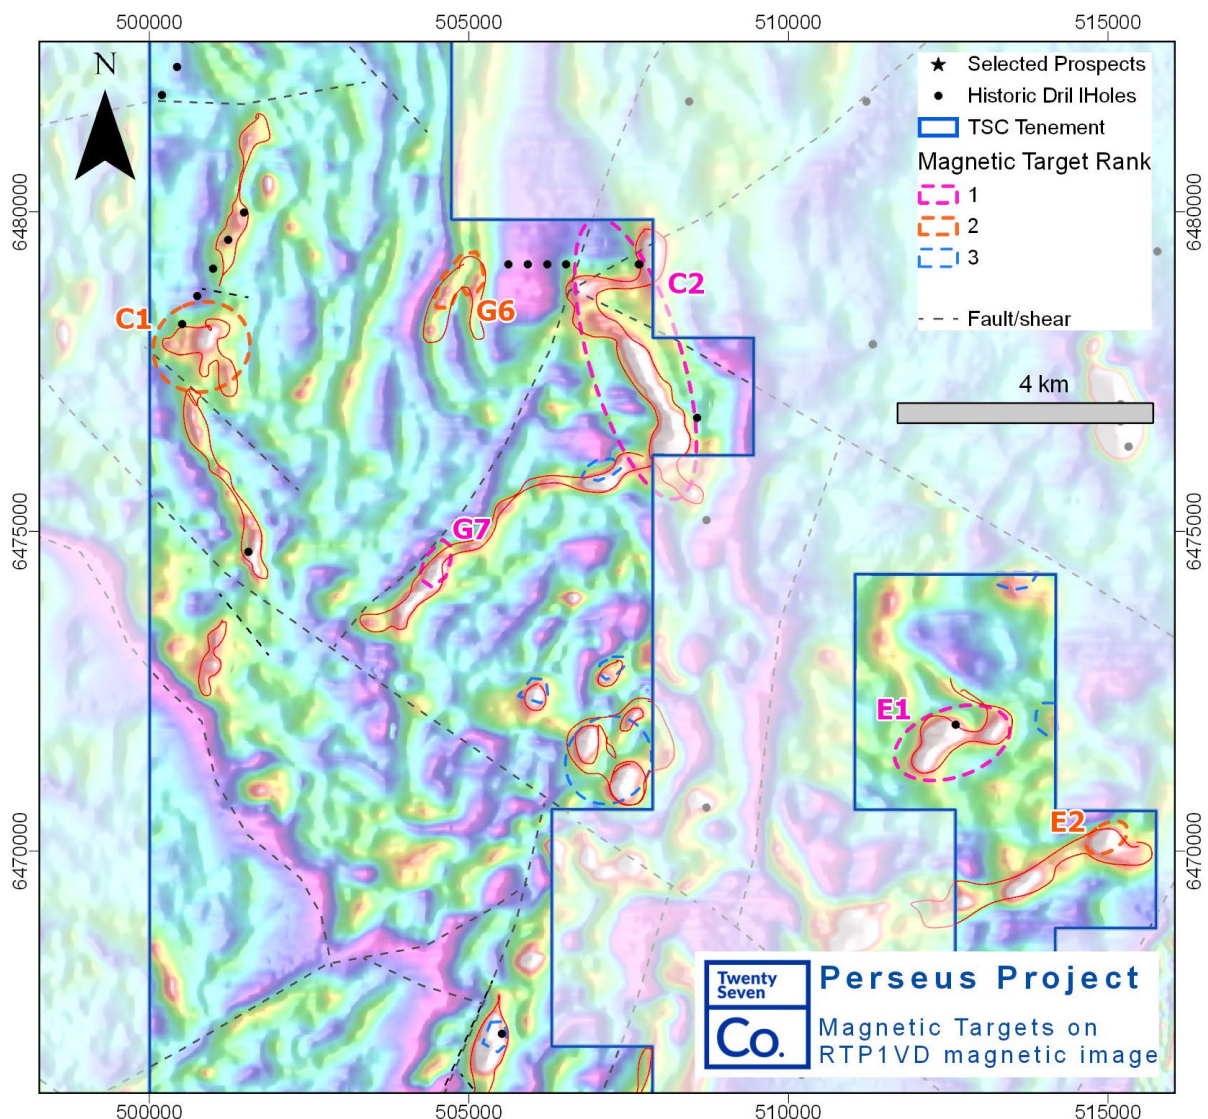 500000
505000
510000
515000
N
Selected Prospects
Historic Dril lHoles
TSC Tenement
Magnetic Target Rank
1
2
3
Fault/shear
4 km
6480000
6480000
C1
G6
C2
6475000
6475000
G7
E1
E2
6470000
6470000
Twenty
Seven
Co.
Perseus Project
Magnetic Targets on
RTP1VD magnetic image
500000
505000
510000
515000